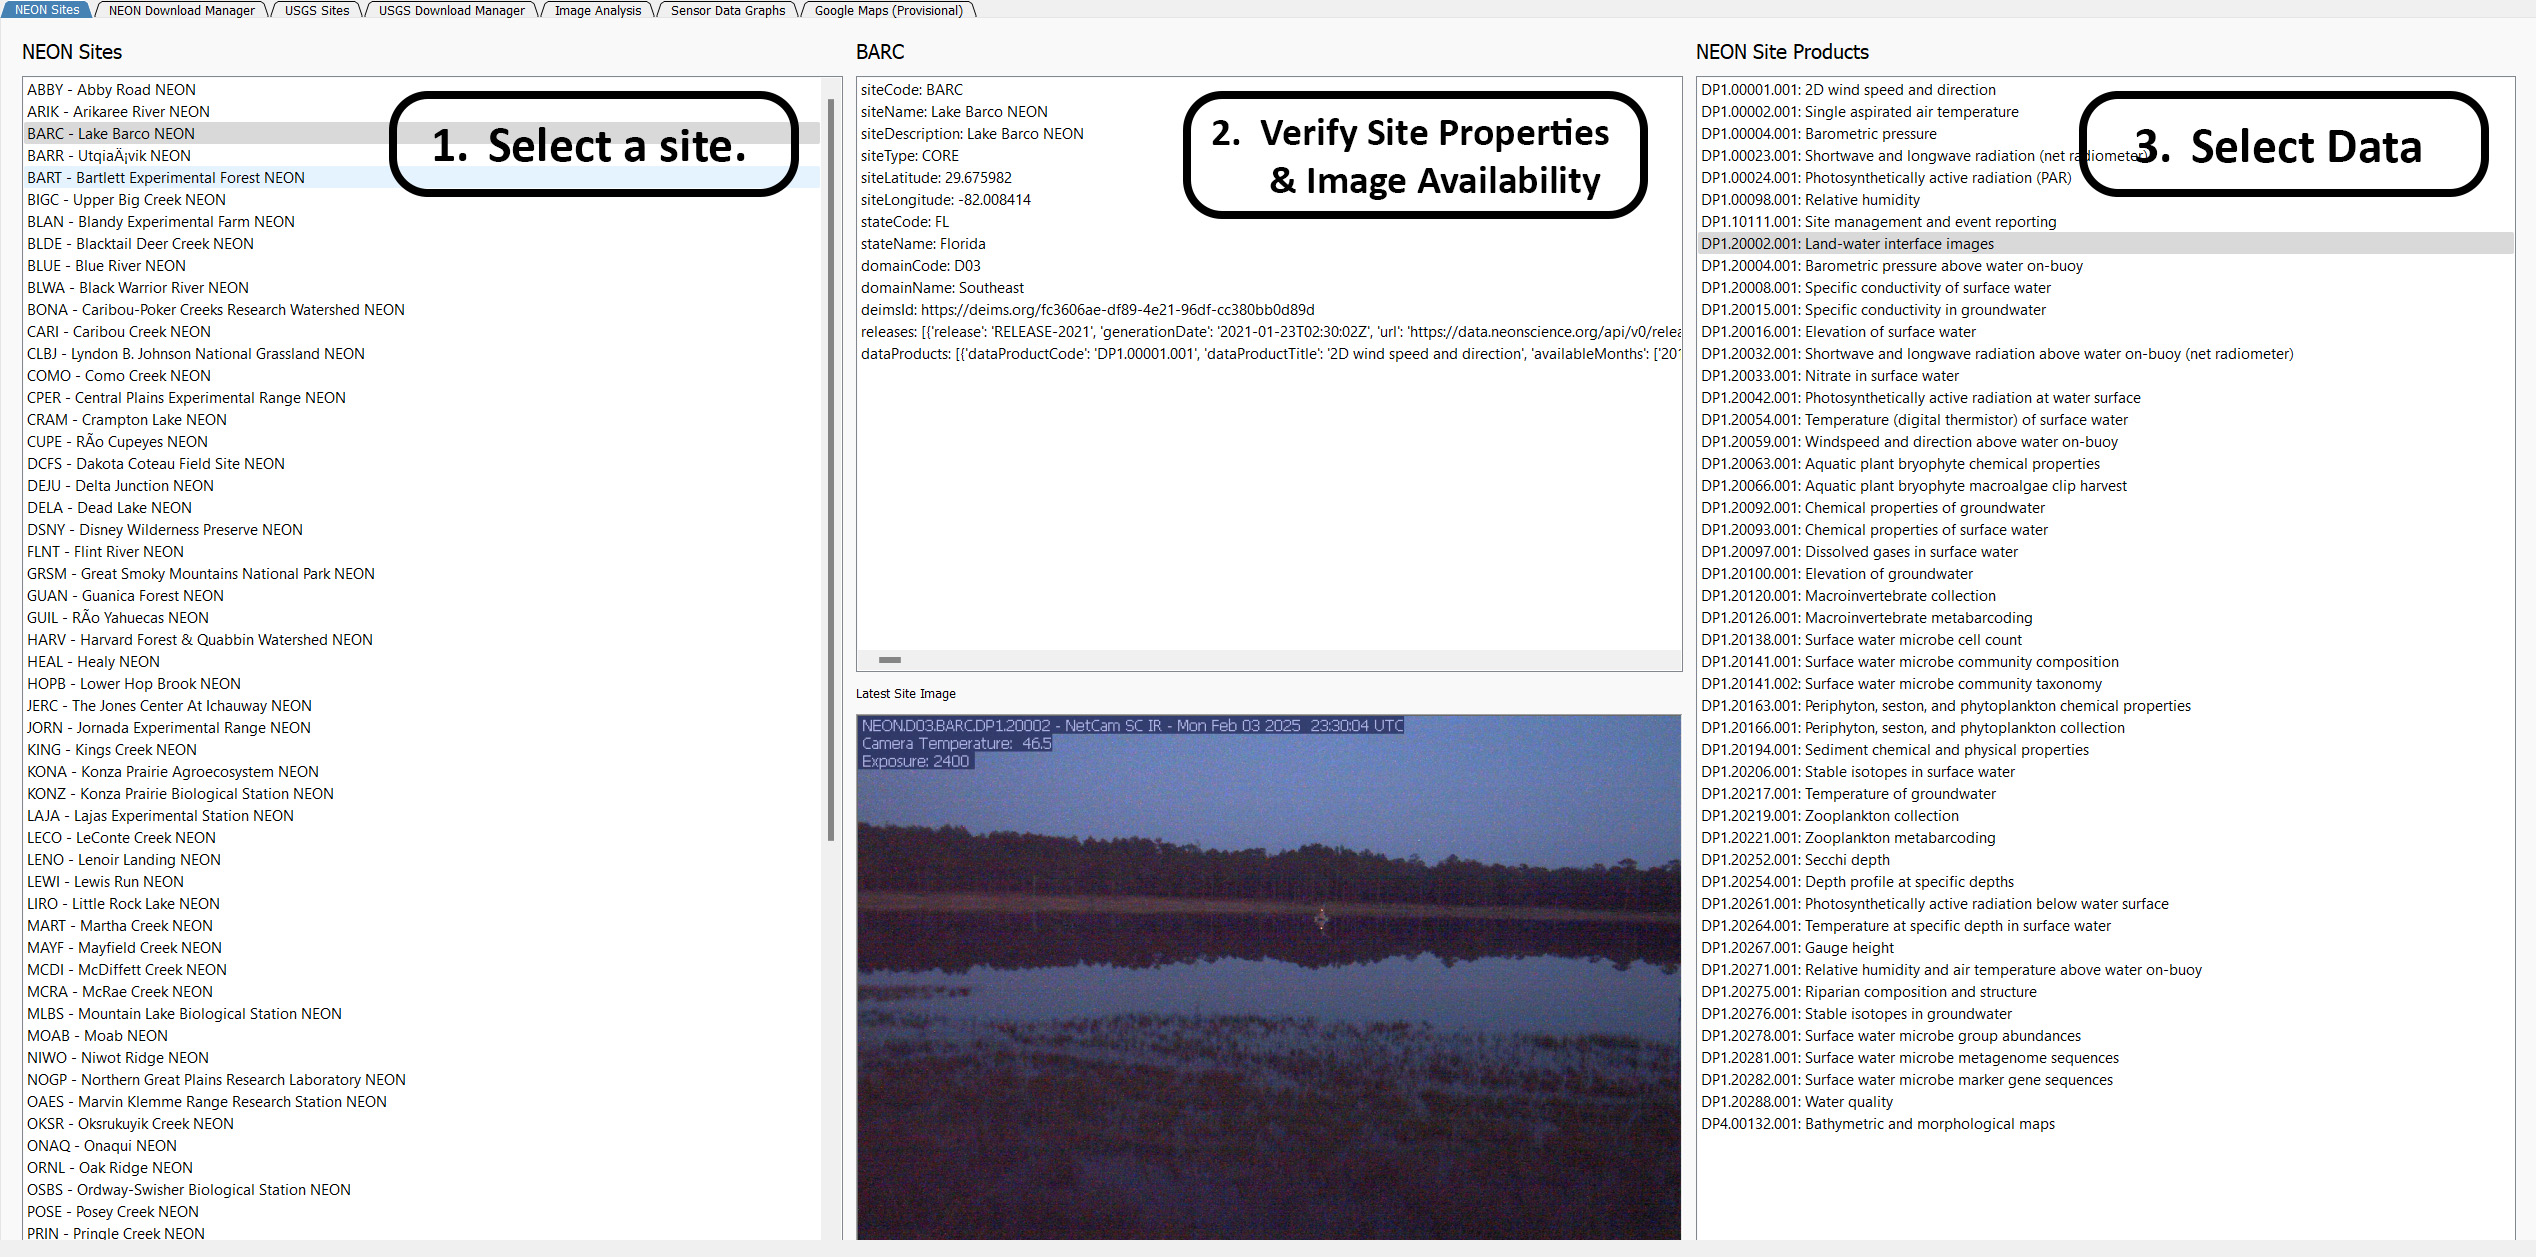 NEON Sites
NEON Download Manager
USGS Sites
USGS Download Manager
Image Analysis
Sensor Data Graphs
Google Maps (Provisional)
NEON Sites
ABBY - Abby Road NEON
ARIK - Arikaree River NEON
BARC - Lake Barco NEON
BARR - UtqiaÄ¡vik NEON
BART - Bartlett Experimental Forest NEON
BIGC - Upper Big Creek NEON
BLAN - Blandy Experimental Farm NEON
BLDE - Blacktail Deer Creek NEON
BLUE - Blue River NEON
BLWA - Black Warrior River NEON
BONA - Caribou-Poker Creeks Research Watershed NEON
CARI - Caribou Creek NEON
CLBJ - Lyndon B. Johnson National Grassland NEON
COMO - Como Creek NEON
CPER - Central Plains Experimental Range NEON
CRAM - Crampton Lake NEON
CUPE - RÃo Cupeyes NEON
DCFS - Dakota Coteau Field Site NEON
DEJU - Delta Junction NEON
DELA - Dead Lake NEON
DSNY - Disney Wilderness Preserve NEON
FLNT - Flint River NEON
GRSM - Great Smoky Mountains National Park NEON
GUAN - Guanica Forest NEON
GUIL - RÃo Yahuecas NEON
HARV - Harvard Forest & Quabbin Watershed NEON
HEAL - Healy NEON
HOPB - Lower Hop Brook NEON
JERC - The Jones Center At Ichauway NEON
JORN - Jornada Experimental Range NEON
KING - Kings Creek NEON
KONA - Konza Prairie Agroecosystem NEON
KONZ - Konza Prairie Biological Station NEON
LAJA - Lajas Experimental Station NEON
LECO - LeConte Creek NEON
LENO - Lenoir Landing NEON
LEWI - Lewis Run NEON
LIRO - Little Rock Lake NEON
MART - Martha Creek NEON
MAYF - Mayfield Creek NEON
MCDI - McDiffett Creek NEON
MCRA - McRae Creek NEON
MLBS - Mountain Lake Biological Station NEON
MOAB - Moab NEON
NIWO - Niwot Ridge NEON
NOGP - Northern Great Plains Research Laboratory NEON
OAES - Marvin Klemme Range Research Station NEON
OKSR - Oksrukuyik Creek NEON
ONAQ - Onaqui NEON
ORNL - Oak Ridge NEON
OSBS - Ordway-Swisher Biological Station NEON
POSE - Posey Creek NEON
PRIN - Pringle Creek NEON
1. Select a site.
BARC
siteCode: BARC
siteName: Lake Barco NEON
siteDescription: Lake Barco NEON
siteType: CORE
siteLatitude: 29.675982
siteLongitude: -82.008414
stateCode: FL
stateName: Florida
domainCode: D03
domainName: Southeast
deimsId: https://deims.org/fc3606ae-df89-4e21-96df-cc380bb0d89d
releases: [{'release': 'RELEASE-2021', 'generationDate': '2021-01-23T02:30:02Z', 'url': 'https://data.neonscience.org/api/v0/relea
dataProducts: [{'dataProductCode': 'DP1.00001.001', 'dataProductTitle': '2D wind speed and direction', 'availableMonths': ['201
2. Verify Site Properties
& Image Availability
Latest Site Image
NEON.D03.BARC.DP1.20002 - NetCam SC IR - Mon Feb 03 2025 23:30:04 UTC
Camera Temperature: 46.5
Exposure: 2400
NEON Site Products
DP1.00001.001: 2D wind speed and direction
DP1.00002.001: Single aspirated air temperature
DP1.00004.001: Barometric pressure
DP1.00023.001: Shortwave and longwave radiation (net radiometer)
DP1.00024.001: Photosynthetically active radiation (PAR)
DP1.00098.001: Relative humidity
DP1.10111.001: Site management and event reporting
DP1.20002.001: Land-water interface images
DP1.20004.001: Barometric pressure above water on-buoy
DP1.20008.001: Specific conductivity of surface water
DP1.20015.001: Specific conductivity in groundwater
DP1.20016.001: Elevation of surface water
DP1.20032.001: Shortwave and longwave radiation above water on-buoy (net radiometer)
DP1.20033.001: Nitrate in surface water
DP1.20042.001: Photosynthetically active radiation at water surface
DP1.20054.001: Temperature (digital thermistor) of surface water
DP1.20059.001: Windspeed and direction above water on-buoy
DP1.20063.001: Aquatic plant bryophyte chemical properties
DP1.20066.001: Aquatic plant bryophyte macroalgae clip harvest
DP1.20092.001: Chemical properties of groundwater
DP1.20093.001: Chemical properties of surface water
DP1.20097.001: Dissolved gases in surface water
DP1.20100.001: Elevation of groundwater
DP1.20120.001: Macroinvertebrate collection
DP1.20126.001: Macroinvertebrate metabarcoding
DP1.20138.001: Surface water microbe cell count
DP1.20141.001: Surface water microbe community composition
DP1.20141.002: Surface water microbe community taxonomy
DP1.20163.001: Periphyton, seston, and phytoplankton chemical properties
DP1.20166.001: Periphyton, seston, and phytoplankton collection
DP1.20194.001: Sediment chemical and physical properties
DP1.20206.001: Stable isotopes in surface water
DP1.20217.001: Temperature of groundwater
DP1.20219.001: Zooplankton collection
DP1.20221.001: Zooplankton metabarcoding
DP1.20252.001: Secchi depth
DP1.20254.001: Depth profile at specific depths
DP1.20261.001: Photosynthetically active radiation below water surface
DP1.20264.001: Temperature at specific depth in surface water
DP1.20267.001: Gauge height
DP1.20271.001: Relative humidity and air temperature above water on-buoy
DP1.20275.001: Riparian composition and structure
DP1.20276.001: Stable isotopes in groundwater
DP1.20278.001: Surface water microbe group abundances
DP1.20281.001: Surface water microbe metagenome sequences
DP1.20282.001: Surface water microbe marker gene sequences
DP1.20288.001: Water quality
DP4.00132.001: Bathymetric and morphological maps
3. Select Data